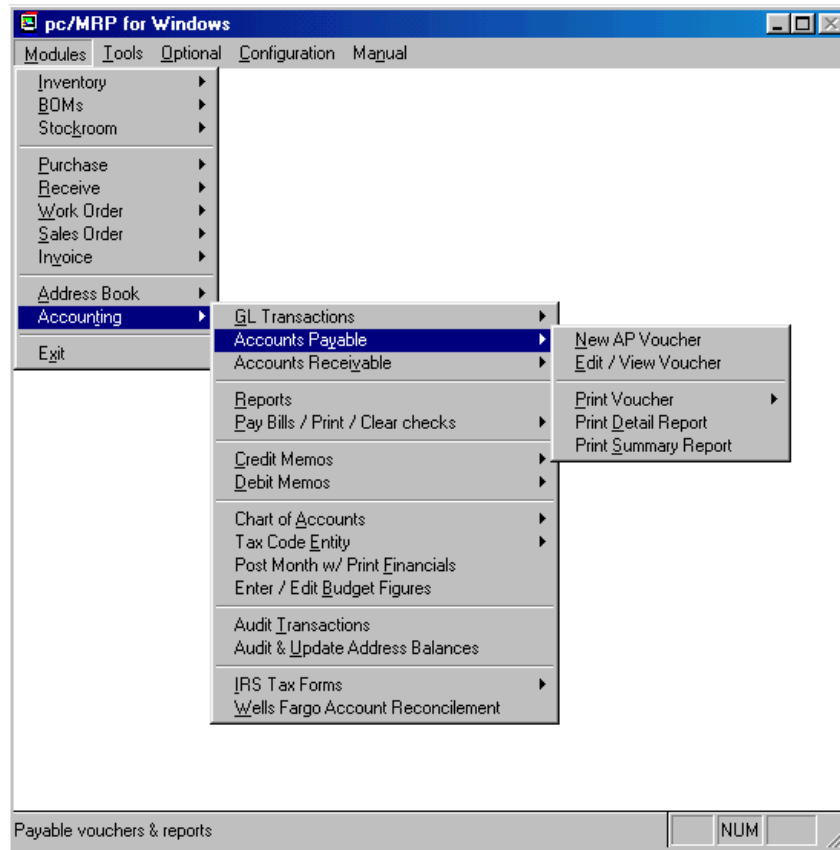 pc/MRP for Windows
Modules Tools Optional Configuration Manual
Inventory
BOMs
Stockroom
Purchase
Receive
Work Order
Sales Order
Invoice
Address Book
Accounting
Exit
GL Transactions
Accounts Payable
Accounts Receivable
Reports
Pay Bills / Print / Clear checks
Credit Memos
Debit Memos
Chart of Accounts
Tax Code Entity
Post Month w/ Print Financials
Enter / Edit Budget Figures
Audit Transactions
Audit & Update Address Balances
IRS Tax Forms
Wells Fargo Account Reconcilement
New AP Voucher
Edit / View Voucher
Print Voucher
Print Detail Report
Print Summary Report
Payable vouchers & reports
NUM